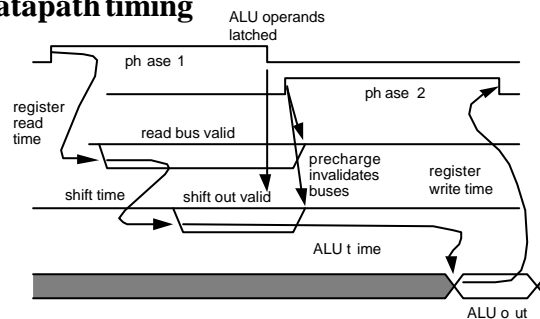 atapath timing
ALU operands
latched
ph ase 1
ph ase 2
register
read
time
read bus valid
precharge
invalidates
buses
register
write time
shift time
shift out valid
ALU t ime
ALU o ut